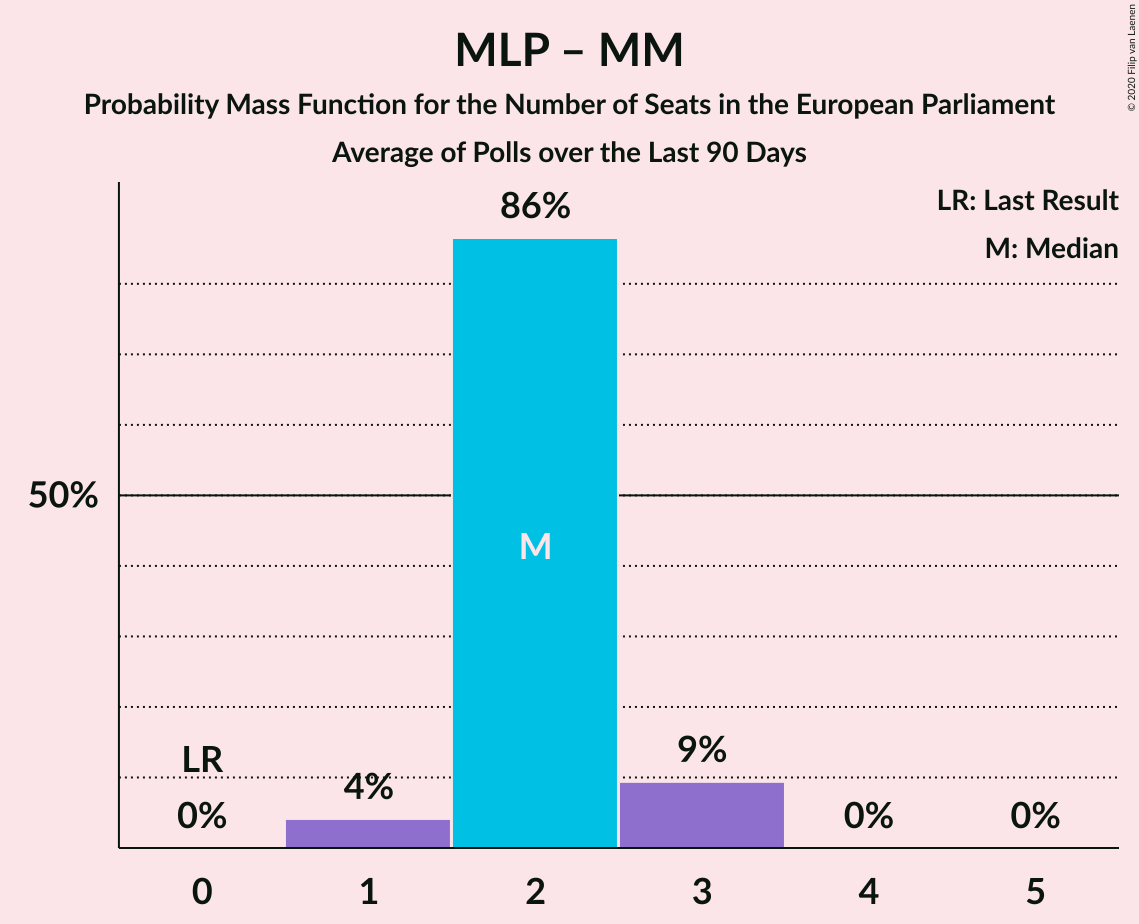 MLP – MM
Probability Mass Function for the Number of Seats in the European Parliament
Average of Polls over the Last 90 Days
© 2020 Filip van Laenen
LR: Last Result
M: Median
86%
50%
M
LR
0%
4%
9%
0%
0%
0 1 2 3 4 5